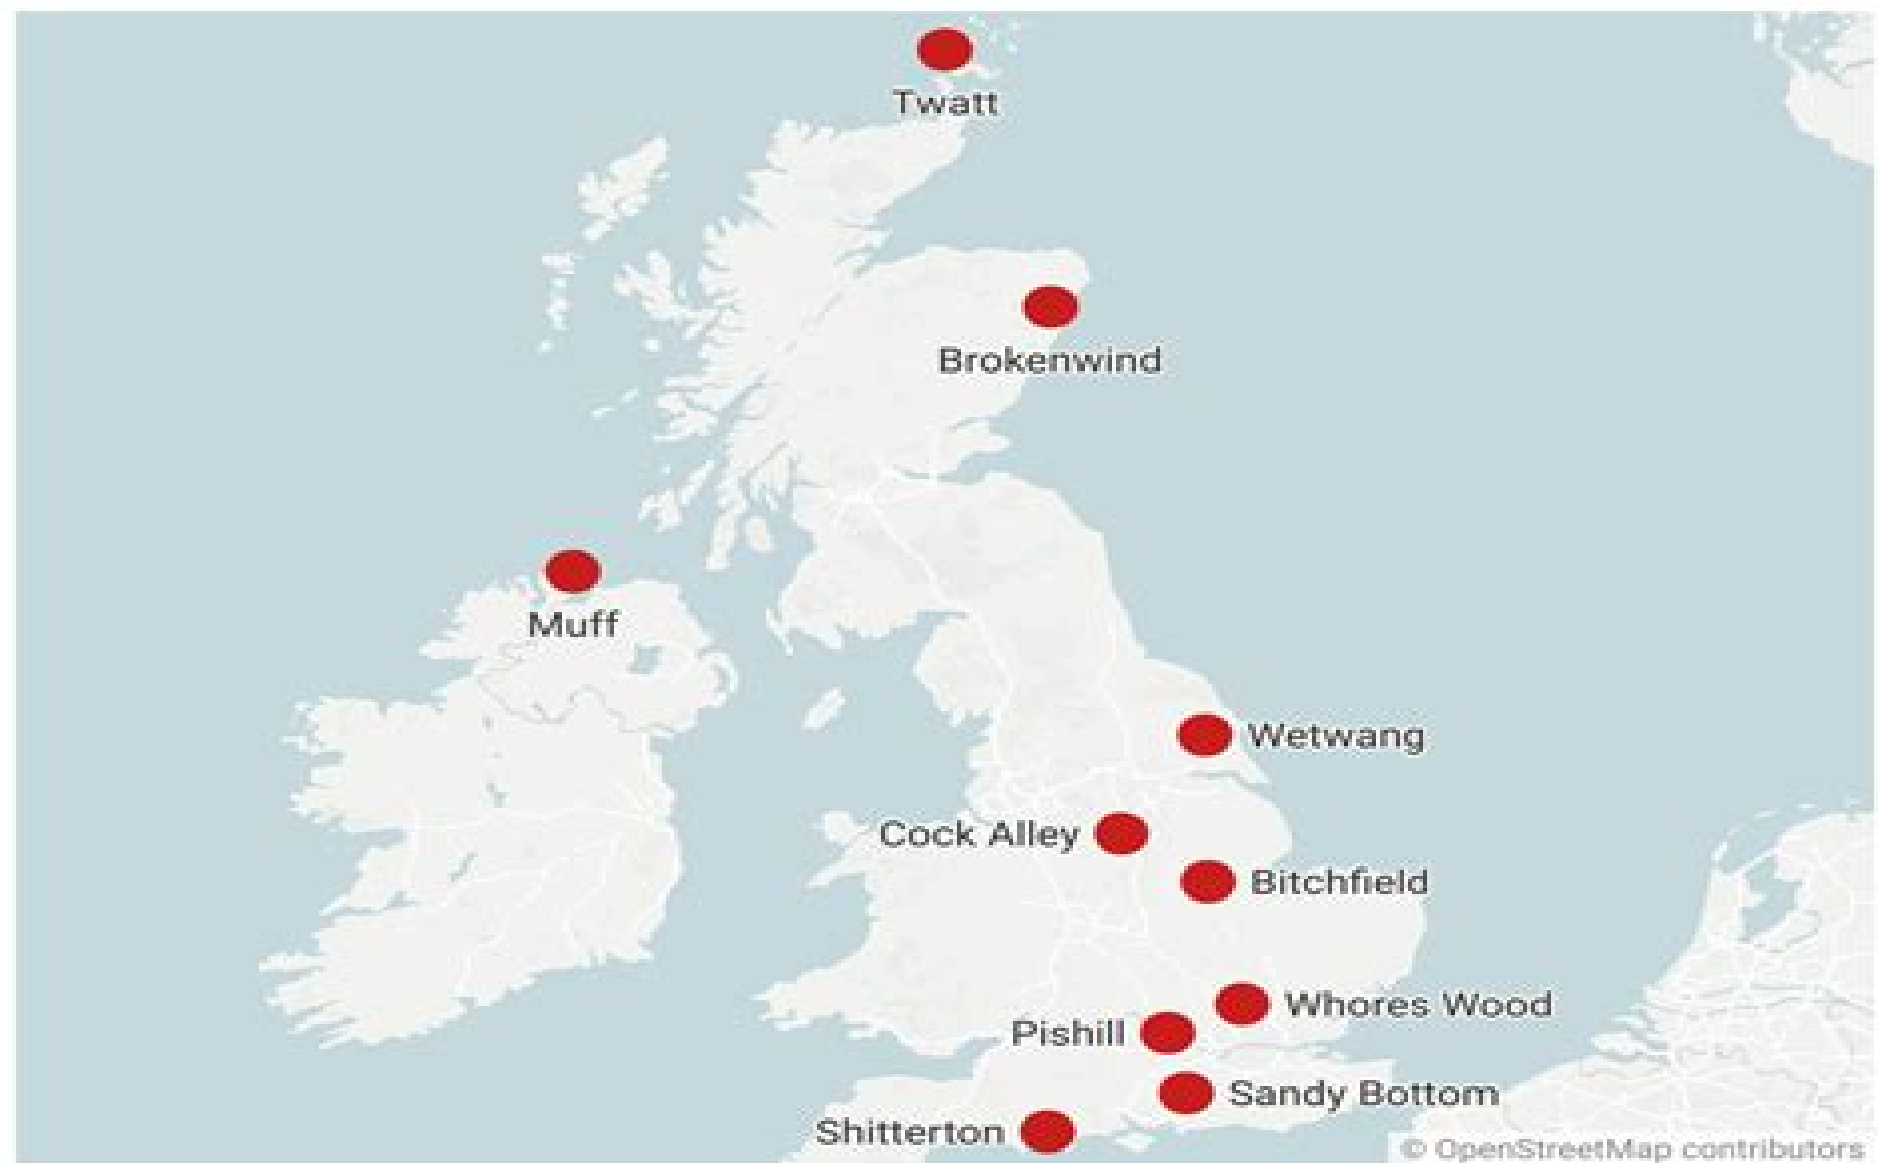 Twatt
Brokenwind
Muff
Wetwang
Cock Alley
Bitchfield
Whores Wood
Pishill
Sandy Bottom
Shitterton
© OpenStreetMap contributors